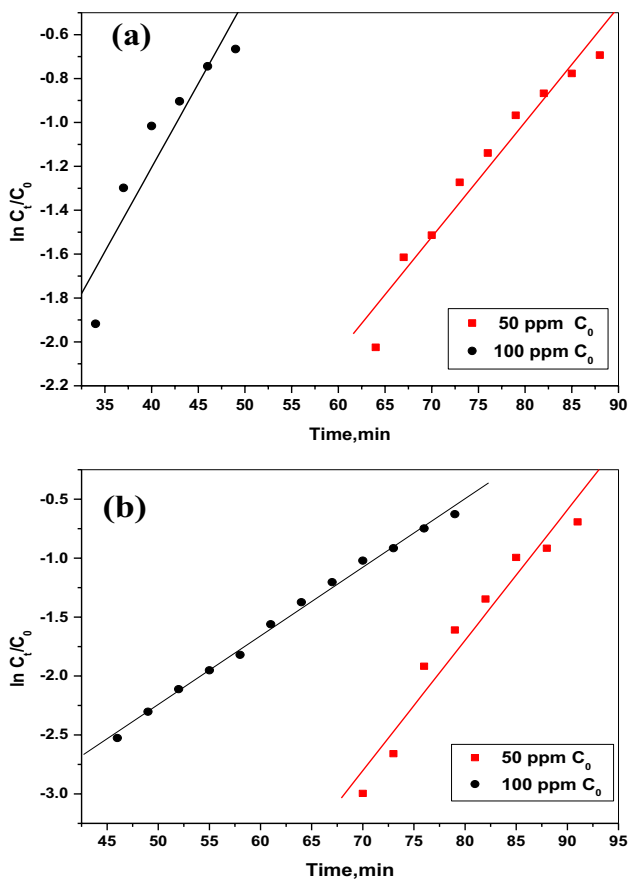 (a)
-0.6
-0.8
-1.0
-1.2
-1.4
-1.6
-1.8
-2.0
-2.2
ln Cₜ/C₀
50 ppm C₀
100 ppm C₀
35 40 45 50 55 60 65 70 75 80 85 90
Time,min
(b)
-0.5
-1.0
-1.5
-2.0
-2.5
-3.0
ln Cₜ/C₀
50 ppm C₀
100 ppm C₀
45 50 55 60 65 70 75 80 85 90 95
Time,min